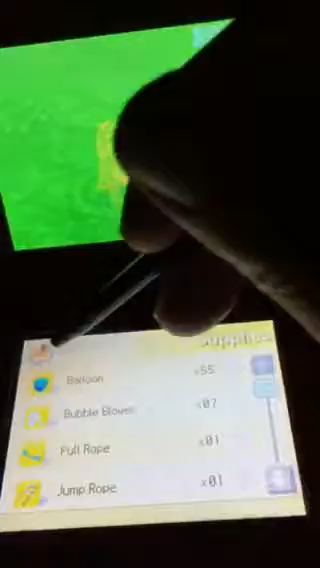 Supplies
Balloon x55
Bubble Blower x07
Pull Rope x01
Jump Rope x01